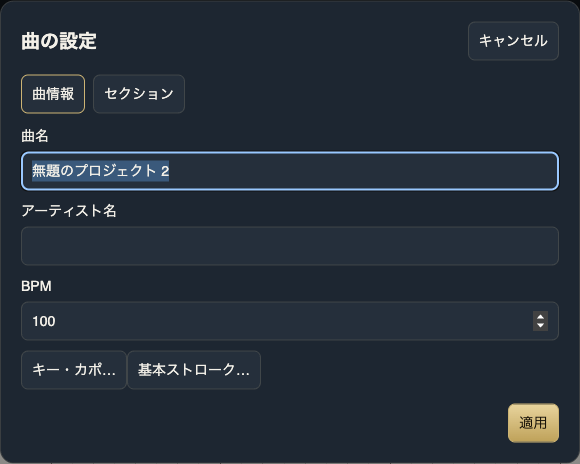 曲の設定
キャンセル
曲情報
セクション
曲名
無題のプロジェクト 2
アーティスト名
BPM
100
キー・カポ...
基本ストローク...
適用